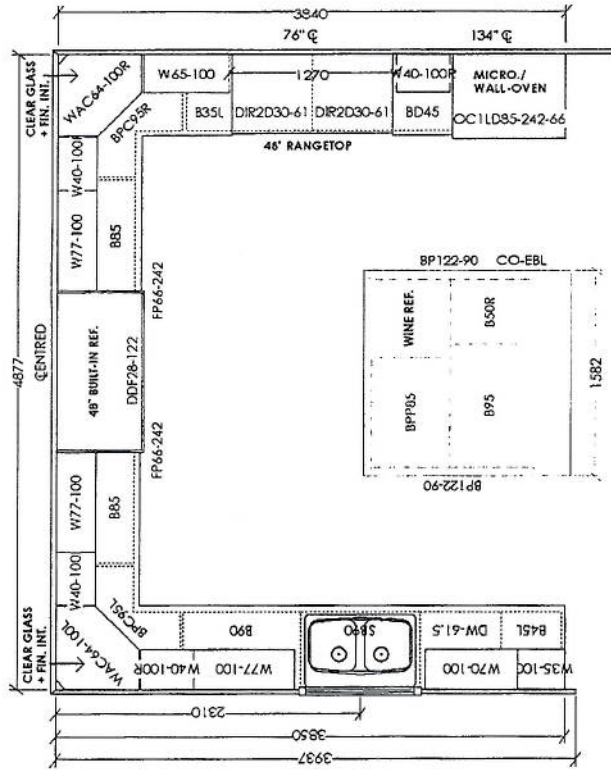 3840
76" ℄
134" ℄
CLEAR GLASS
+ FIN. INT.
WAC64-100R
W65-100
1270
W40-100R
MICRO./
WALL-OVEN
BPC95R
B35L
DIR2D30-61
DIR2D30-61
BD45
OC1LD85-242-66
48" RANGETOP
W40-100R
W77-100
B85
FP66-242
4877
℄ENTRED
48" BUILT-IN REF.
DDF28-122
FP66-242
BP122-90
CO-EBL
WINE REF.
B50R
BPP85
B95
1582
BP122-90
W77-100
B85
W40-100
BPC95L
CLEAR GLASS
+ FIN. INT.
WAC64-100L
B90
SB90
DW-61.5
B45L
W40-100R
W77-100
W70-100
W35-100
2310
3850
3937